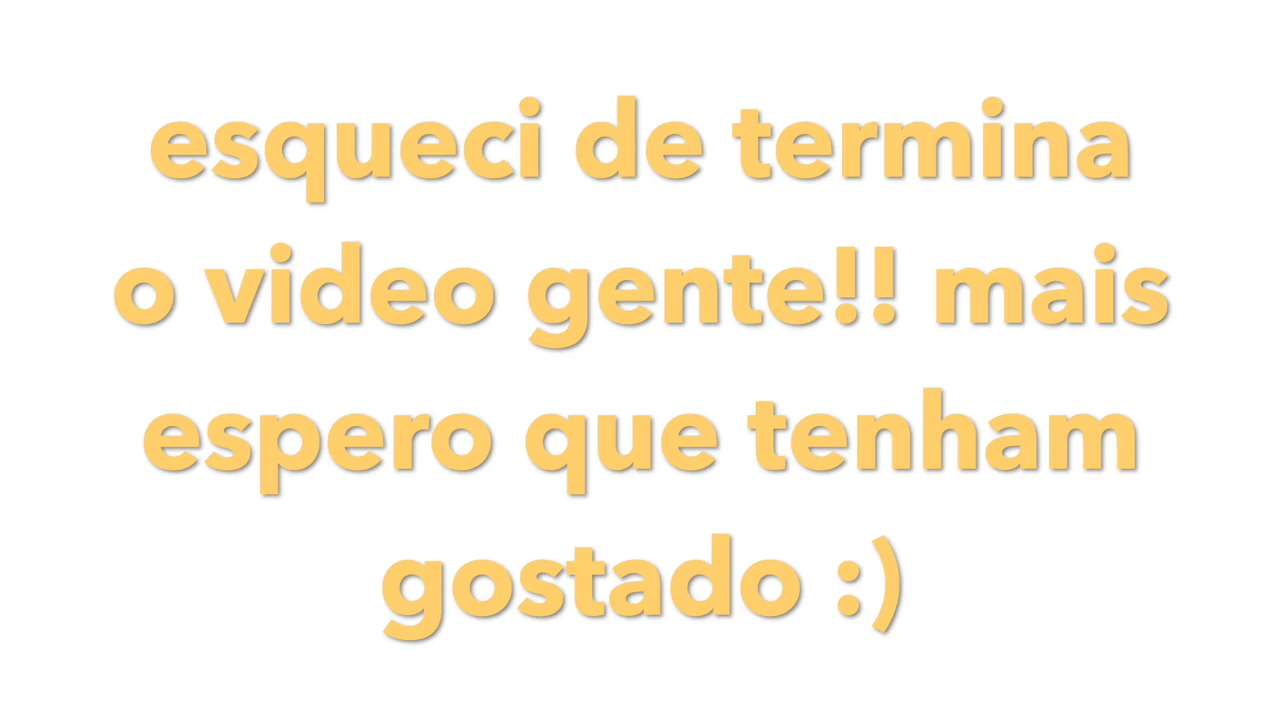 esqueci de termina
o video gente!! mais
espero que tenham
gostado :)